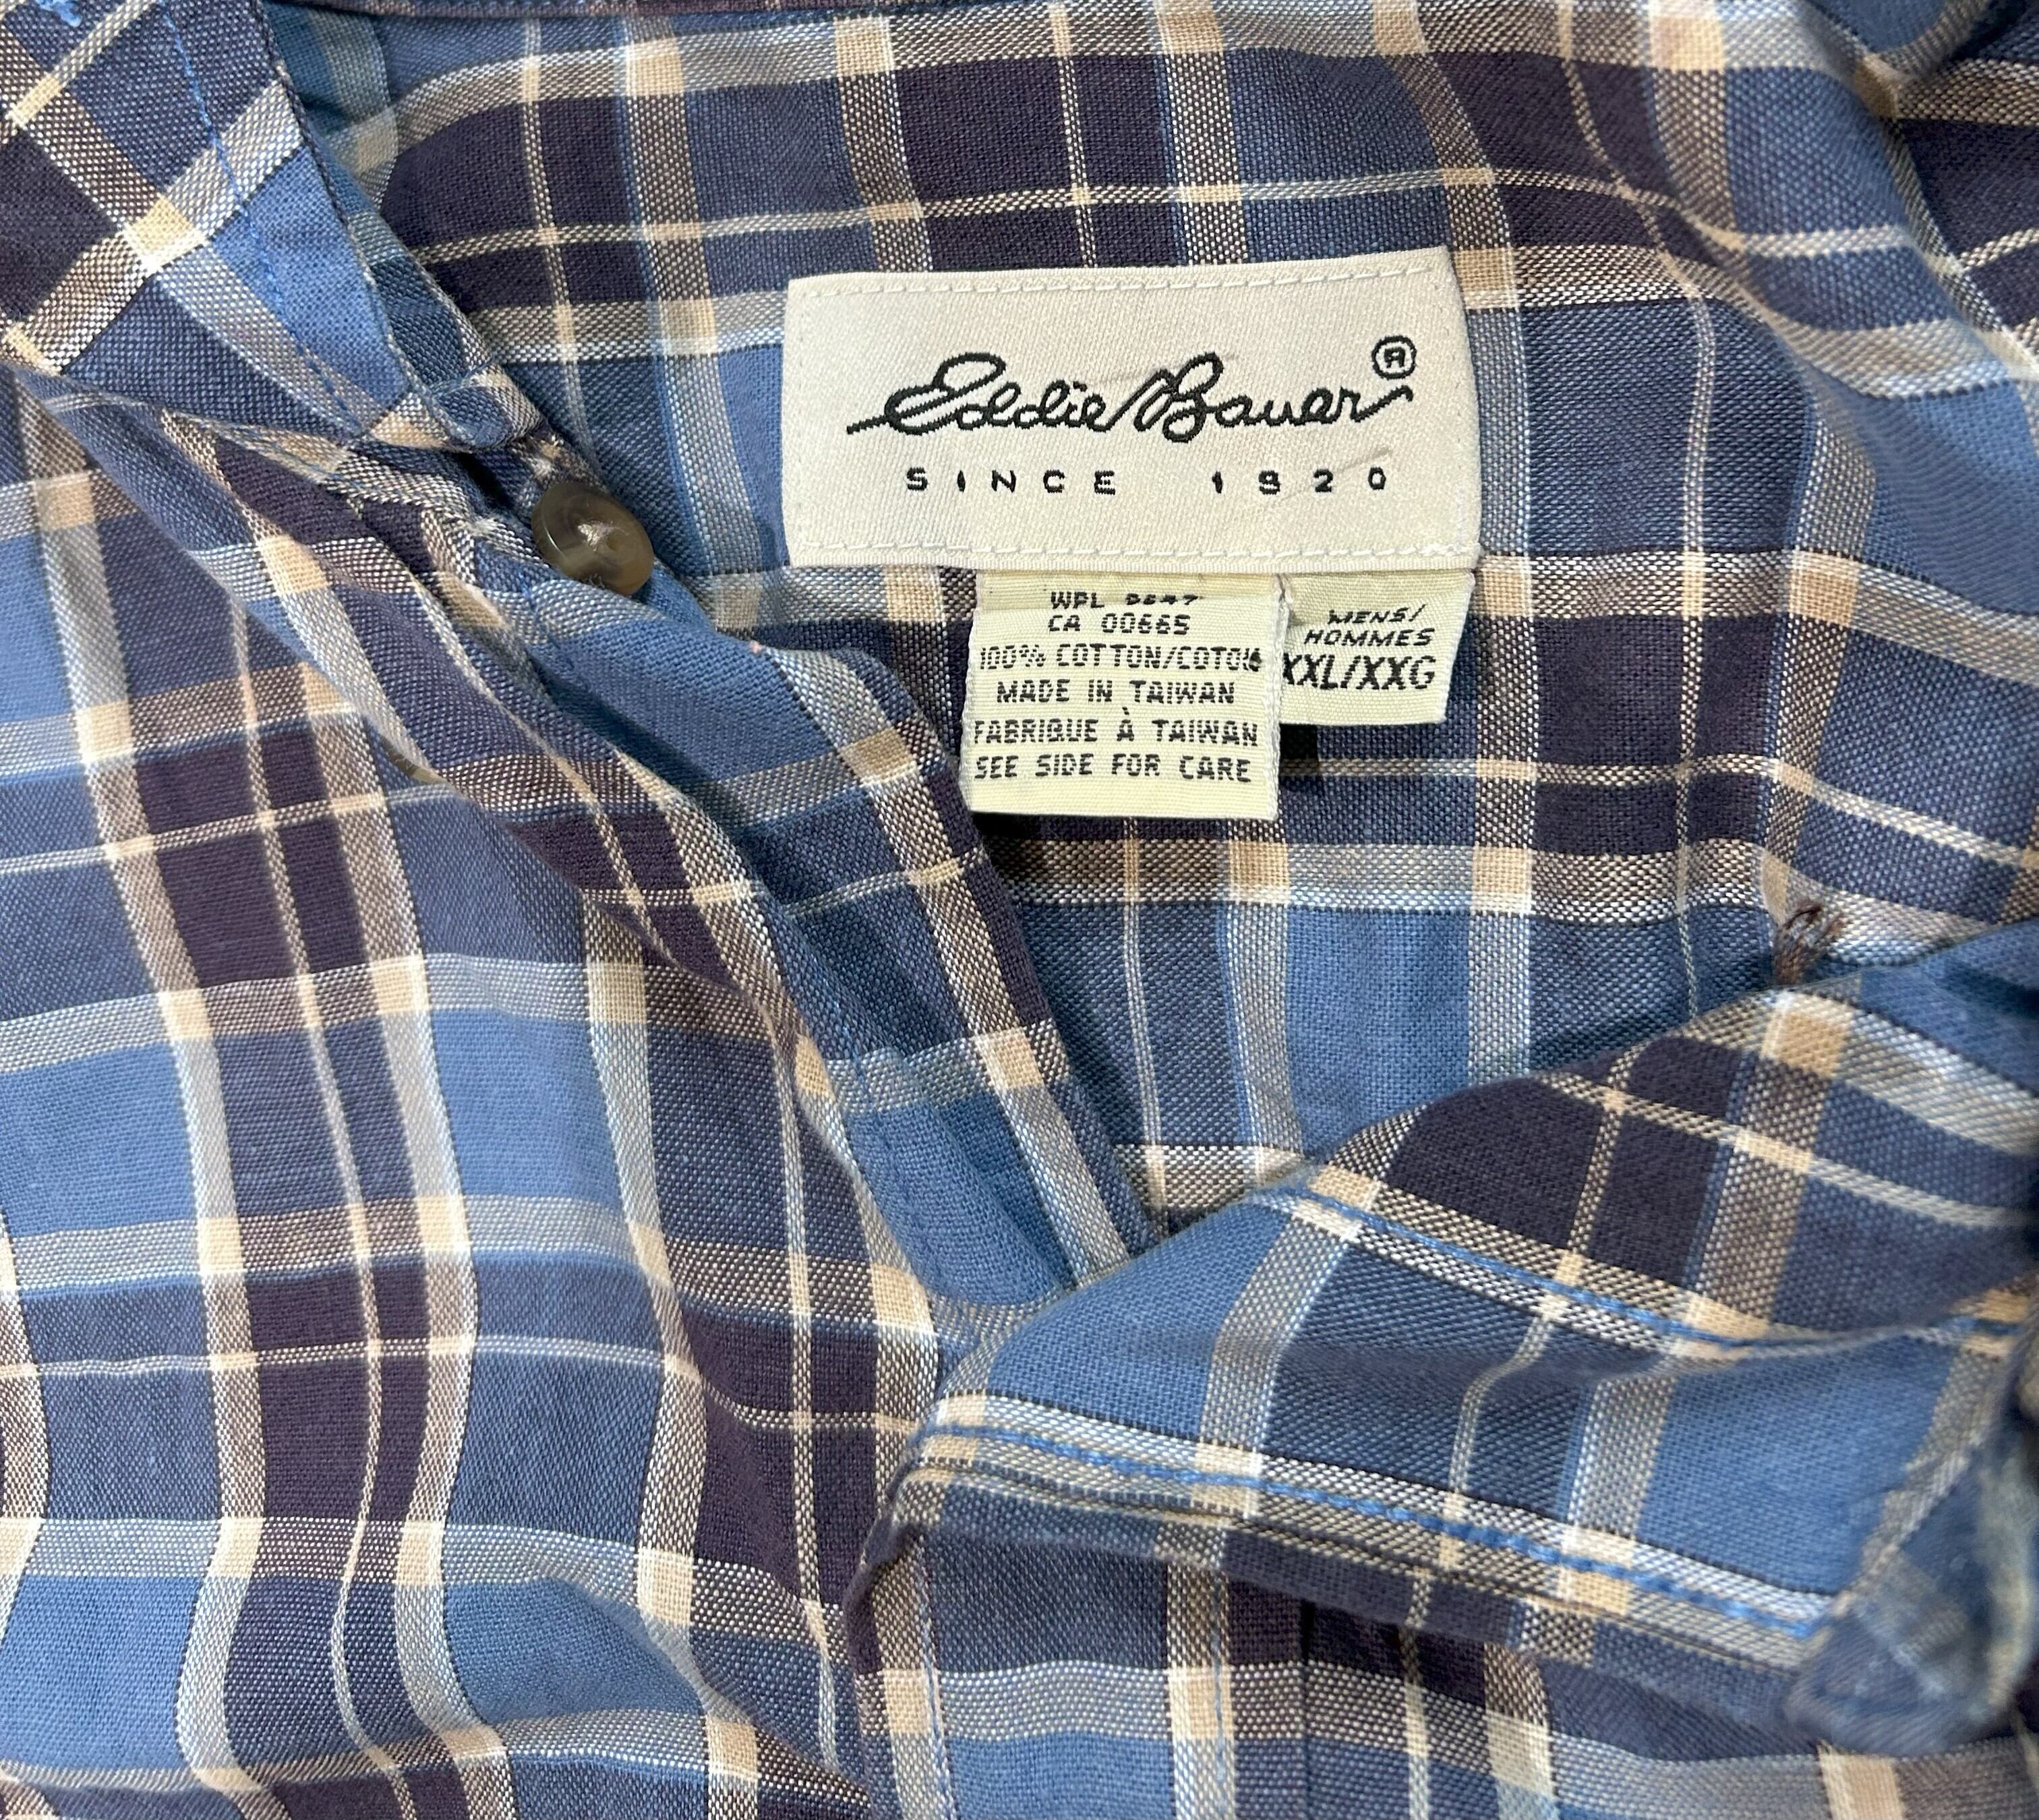 Eddie Bauer ®
SINCE 1920
WPL
CA 00665
100% COTTON/COTON
MADE IN TAIWAN
FABRIQUE À TAIWAN
SEE SIDE FOR CARE
MENS/
HOMMES
XXL/XXG